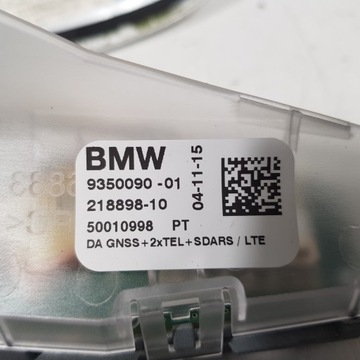 BMW
9350090 -01
218898-10
50010998 PT
DA GNSS+2xTEL+SDARS / LTE
04-11-15